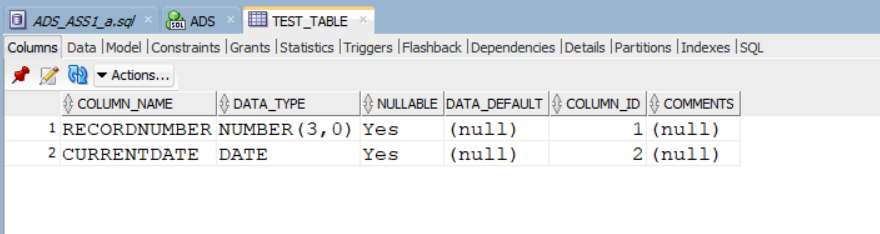 ADS_ASS1_a.sql × ADS × TEST_TABLE ×
Columns Data |Model |Constraints |Grants |Statistics |Triggers |Flashback |Dependencies |Details |Partitions |Indexes |SQL
Actions...
COLUMN_NAME DATA_TYPE NULLABLE DATA_DEFAULT COLUMN_ID COMMENTS
1 RECORDNUMBER NUMBER(3,0) Yes (null) 1 (null)
2 CURRENTDATE DATE Yes (null) 2 (null)